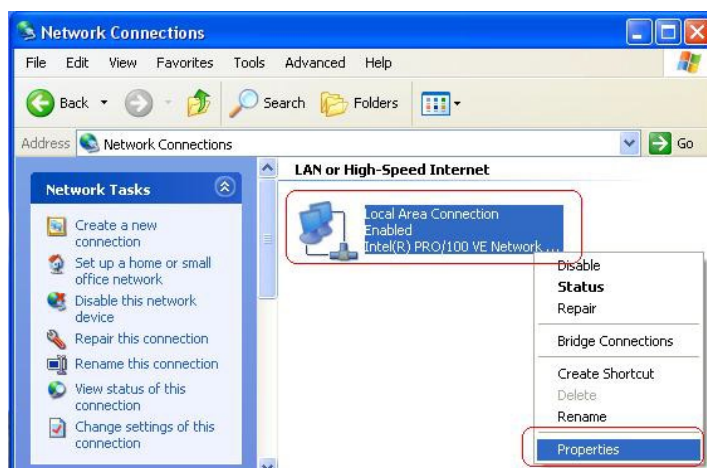 Network Connections
File Edit View Favorites Tools Advanced Help
Back Search Folders
Address Network Connections Go
Network Tasks
Create a new
connection
Set up a home or small
office network
Disable this network
device
Repair this connection
Rename this connection
View status of this
connection
Change settings of this
connection
LAN or High-Speed Internet
Local Area Connection
Enabled
Intel(R) PRO/100 VE Network ...
Disable
Status
Repair
Bridge Connections
Create Shortcut
Delete
Rename
Properties